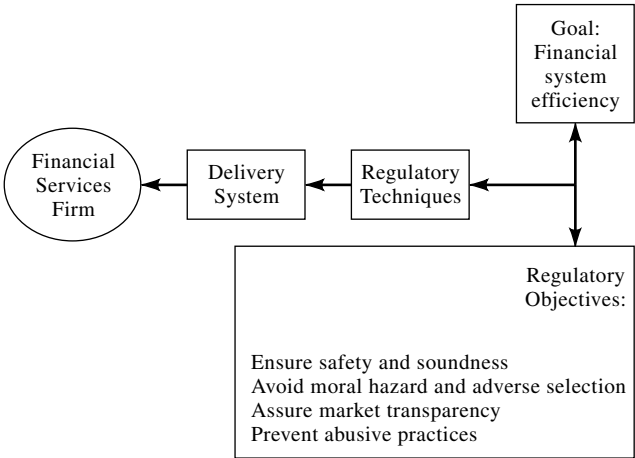 Goal:
Financial
system
efficiency
Financial
Services
Firm
Delivery
System
Regulatory
Techniques
Regulatory
Objectives:
Ensure safety and soundness
Avoid moral hazard and adverse selection
Assure market transparency
Prevent abusive practices